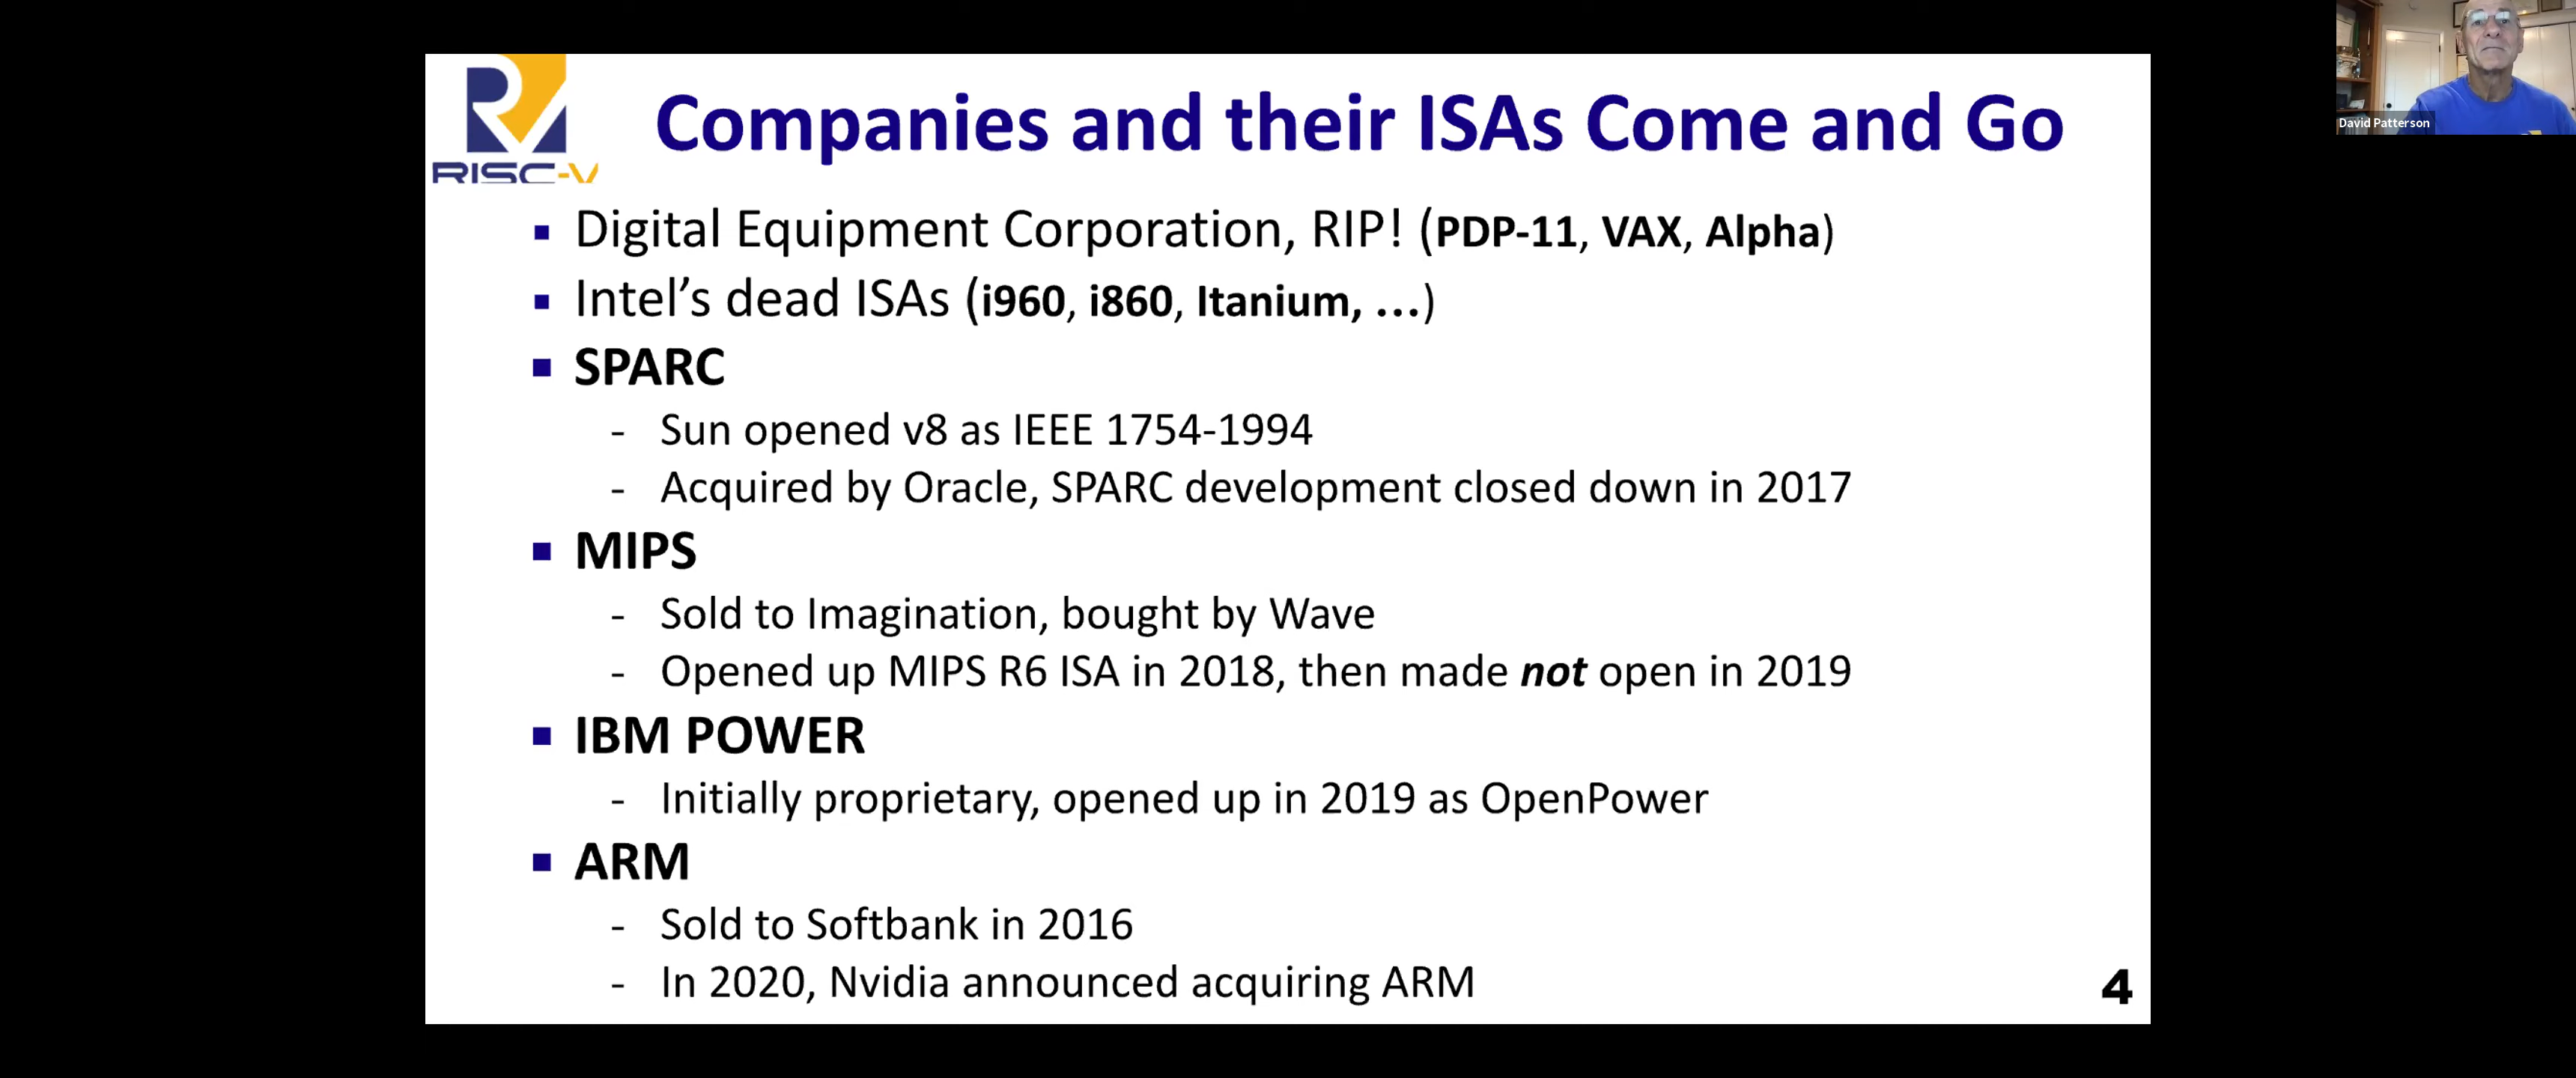 RISC-V
Companies and their ISAs Come and Go
David Patterson
▪ Digital Equipment Corporation, RIP! (PDP-11, VAX, Alpha)
▪ Intel’s dead ISAs (i960, i860, Itanium, ...)
▪ SPARC
- Sun opened v8 as IEEE 1754-1994
- Acquired by Oracle, SPARC development closed down in 2017
▪ MIPS
- Sold to Imagination, bought by Wave
- Opened up MIPS R6 ISA in 2018, then made not open in 2019
▪ IBM POWER
- Initially proprietary, opened up in 2019 as OpenPower
▪ ARM
- Sold to Softbank in 2016
- In 2020, Nvidia announced acquiring ARM
4